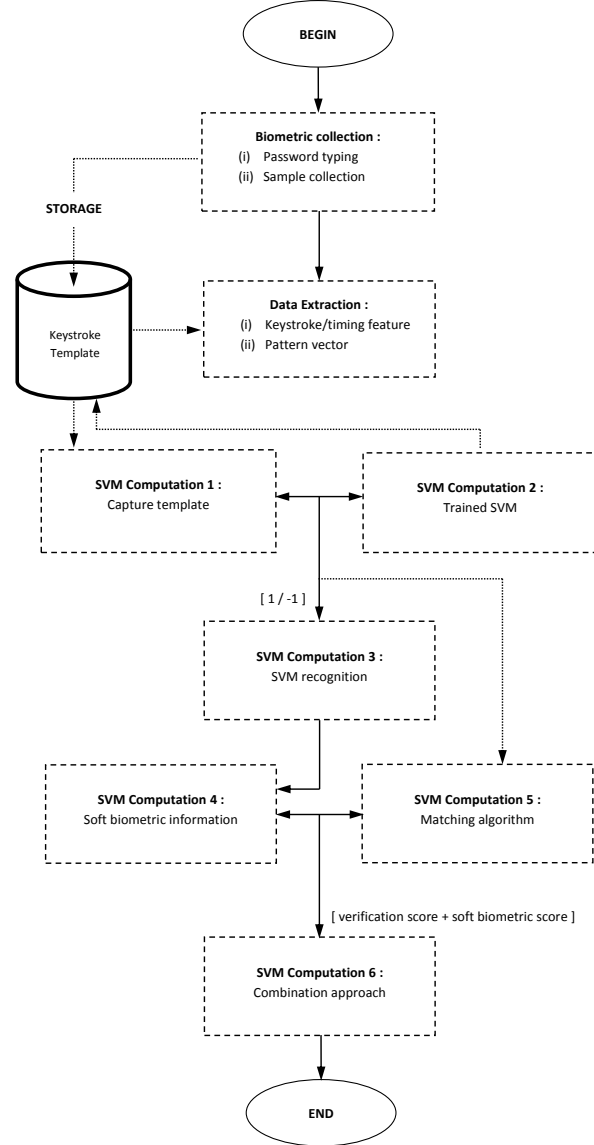 BEGIN
Biometric collection :
(i) Password typing
(ii) Sample collection
STORAGE
Keystroke
Template
Data Extraction :
(i) Keystroke/timing feature
(ii) Pattern vector
SVM Computation 1 :
Capture template
SVM Computation 2 :
Trained SVM
[ 1 / -1 ]
SVM Computation 3 :
SVM recognition
SVM Computation 4 :
Soft biometric information
SVM Computation 5 :
Matching algorithm
[ verification score + soft biometric score ]
SVM Computation 6 :
Combination approach
END